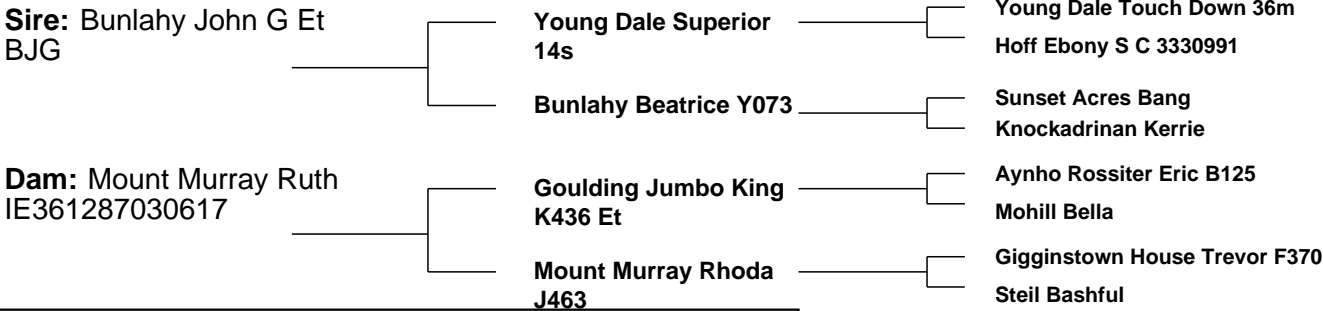 Sire: Bunlahy John G Et
BJG
Young Dale Superior
14s
Young Dale Touch Down 36m
Hoff Ebony S C 3330991
Bunlahy Beatrice Y073
Sunset Acres Bang
Knockadrinan Kerrie
Dam: Mount Murray Ruth
IE361287030617
Goulding Jumbo King
K436 Et
Aynho Rossiter Eric B125
Mohill Bella
Mount Murray Rhoda
J463
Gigginstown House Trevor F370
Steil Bashful